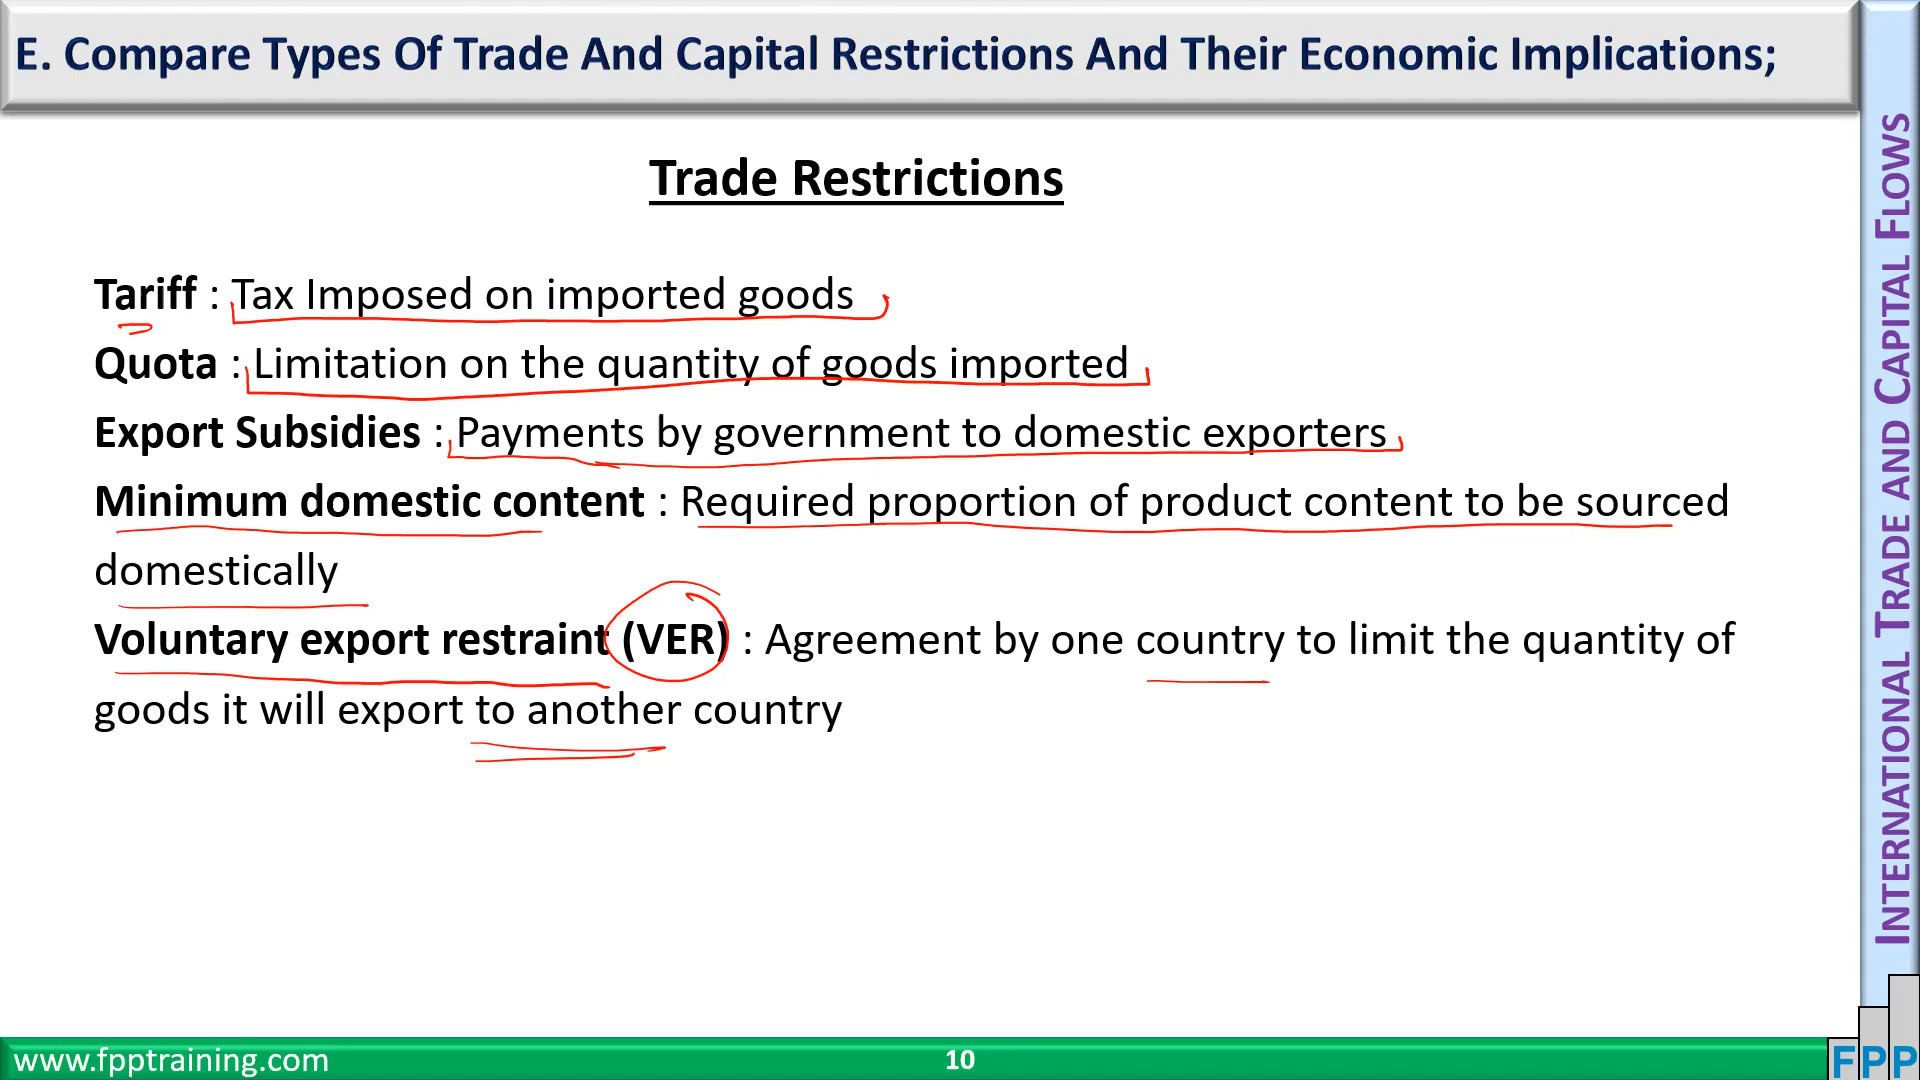 E. Compare Types Of Trade And Capital Restrictions And Their Economic Implications;
Trade Restrictions
Tariff : Tax Imposed on imported goods
Quota : Limitation on the quantity of goods imported
Export Subsidies : Payments by government to domestic exporters
Minimum domestic content : Required proportion of product content to be sourced
domestically
Voluntary export restraint (VER) : Agreement by one country to limit the quantity of
goods it will export to another country
INTERNATIONAL TRADE AND CAPITAL FLOWS
www.fpptraining.com
10
FPP